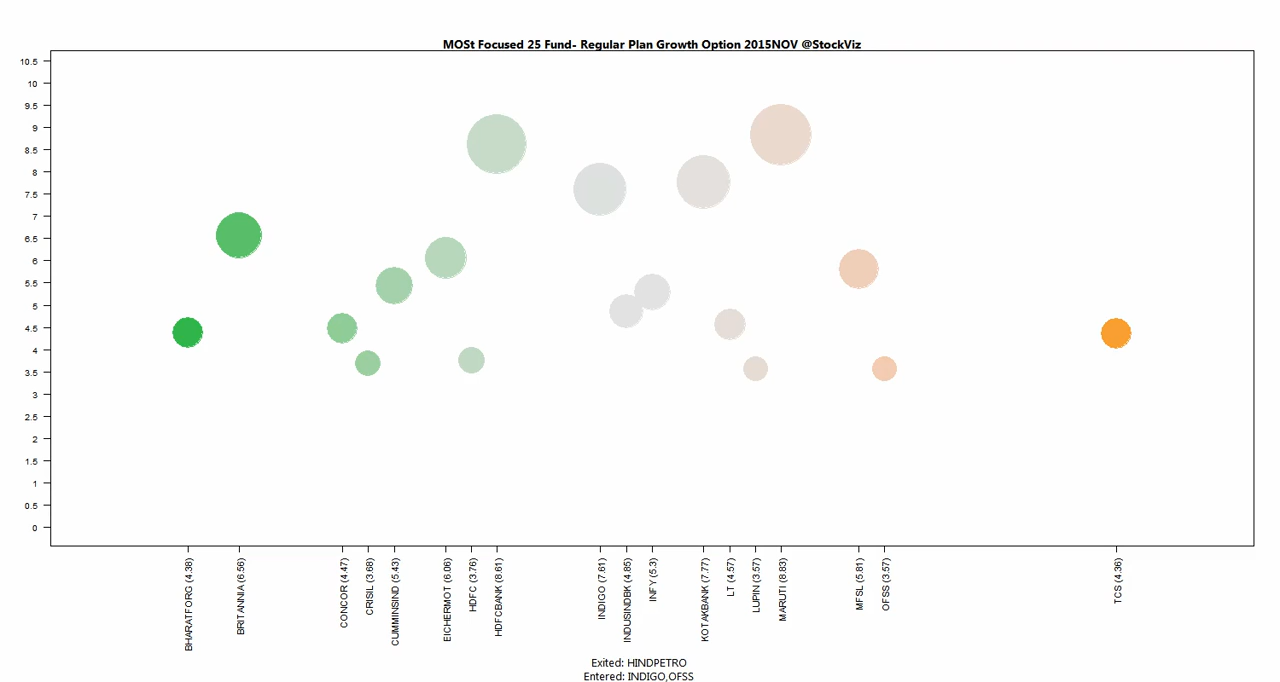 MOSt Focused 25 Fund- Regular Plan Growth Option 2015NOV @StockViz
10.5
10
9.5
9
8.5
8
7.5
7
6.5
6
5.5
5
4.5
4
3.5
3
2.5
2
1.5
1
0.5
0
BHARATFORG (4.38)
BRITANNIA (6.56)
CONCOR (4.47)
CRISIL (3.68)
CUMMINSIND (5.43)
EICHERMOT (6.06)
HDFC (3.76)
HDFCBANK (8.61)
INDIGO (7.61)
INDUSINDBK (4.85)
INFY (5.3)
KOTAKBANK (7.77)
LT (4.57)
LUPIN (3.57)
MARUTI (8.83)
MFSL (5.81)
OFSS (3.57)
TCS (4.36)
Exited: HINDPETRO
Entered: INDIGO,OFSS